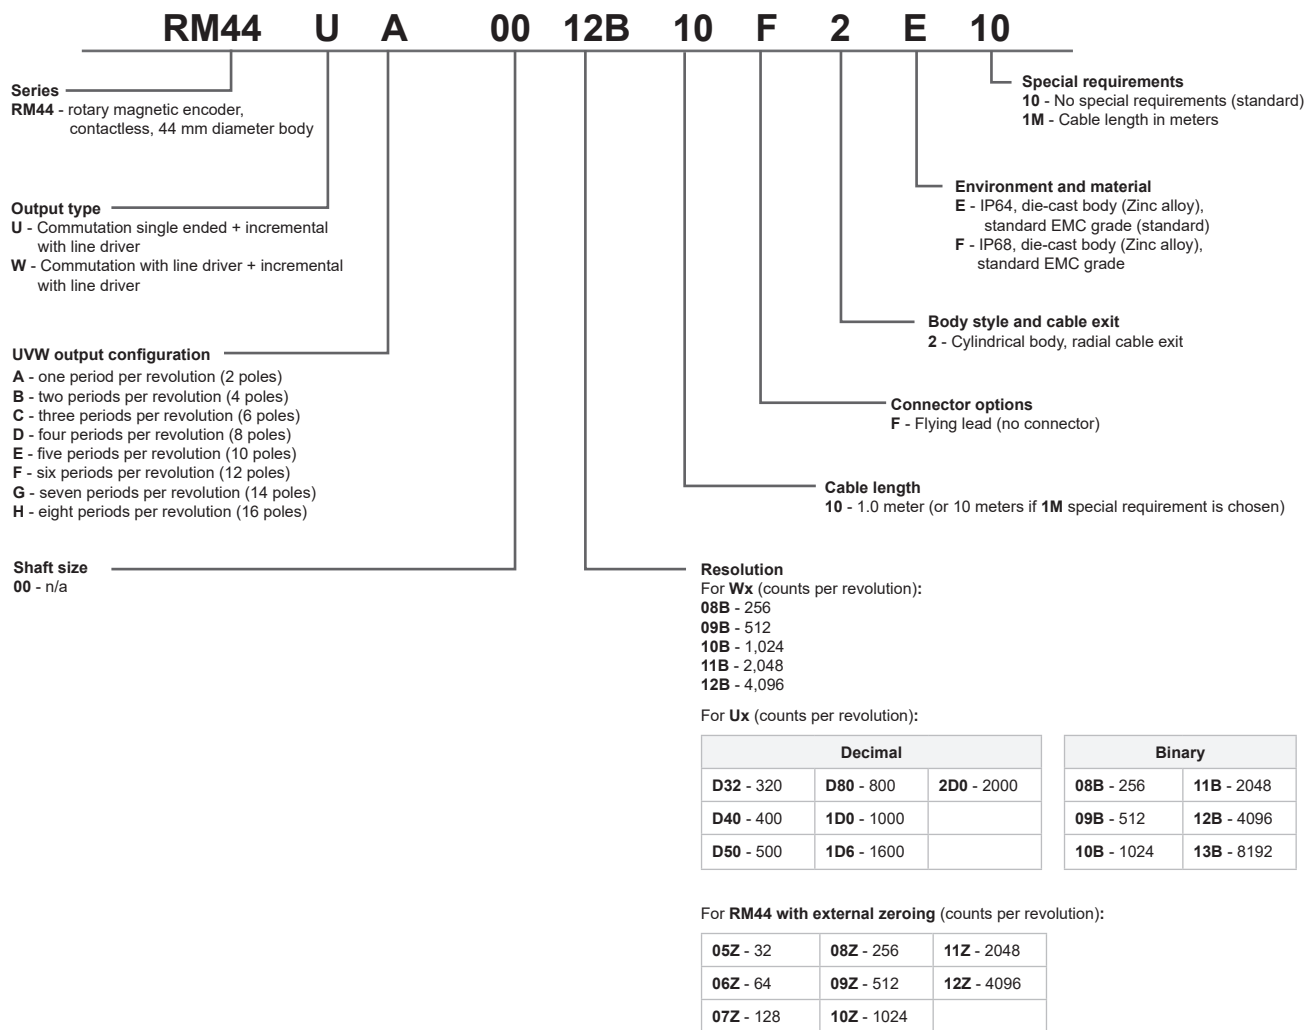 RM44 U A 00 12B 10 F 2 E 10
Series
RM44 - rotary magnetic encoder,
contactless, 44 mm diameter body
Output type
U - Commutation single ended + incremental
with line driver
W - Commutation with line driver + incremental
with line driver
UVW output configuration
A - one period per revolution (2 poles)
B - two periods per revolution (4 poles)
C - three periods per revolution (6 poles)
D - four periods per revolution (8 poles)
E - five periods per revolution (10 poles)
F - six periods per revolution (12 poles)
G - seven periods per revolution (14 poles)
H - eight periods per revolution (16 poles)
Shaft size
00 - n/a
Special requirements
10 - No special requirements (standard)
1M - Cable length in meters
Environment and material
E - IP64, die-cast body (Zinc alloy),
standard EMC grade (standard)
F - IP68, die-cast body (Zinc alloy),
standard EMC grade
Body style and cable exit
2 - Cylindrical body, radial cable exit
Connector options
F - Flying lead (no connector)
Cable length
10 - 1.0 meter (or 10 meters if 1M special requirement is chosen)
Resolution
For Wx (counts per revolution):
08B - 256
09B - 512
10B - 1,024
11B - 2,048
12B - 4,096
For Ux (counts per revolution):
Decimal
D32 - 320 D80 - 800 2D0 - 2000
D40 - 400 1D0 - 1000
D50 - 500 1D6 - 1600
Binary
08B - 256 11B - 2048
09B - 512 12B - 4096
10B - 1024 13B - 8192
For RM44 with external zeroing (counts per revolution):
05Z - 32 08Z - 256 11Z - 2048
06Z - 64 09Z - 512 12Z - 4096
07Z - 128 10Z - 1024